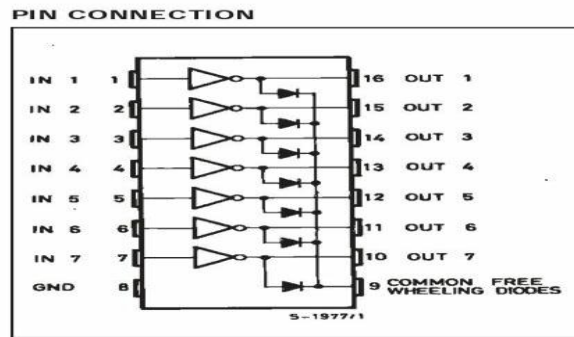 PIN CONNECTION
IN 1 1 16 OUT 1
IN 2 2 15 OUT 2
IN 3 3 14 OUT 3
IN 4 4 13 OUT 4
IN 5 5 12 OUT 5
IN 6 6 11 OUT 6
IN 7 7 10 OUT 7
GND 8 9 COMMON FREE
WHEELING DIODES
S-1977/1